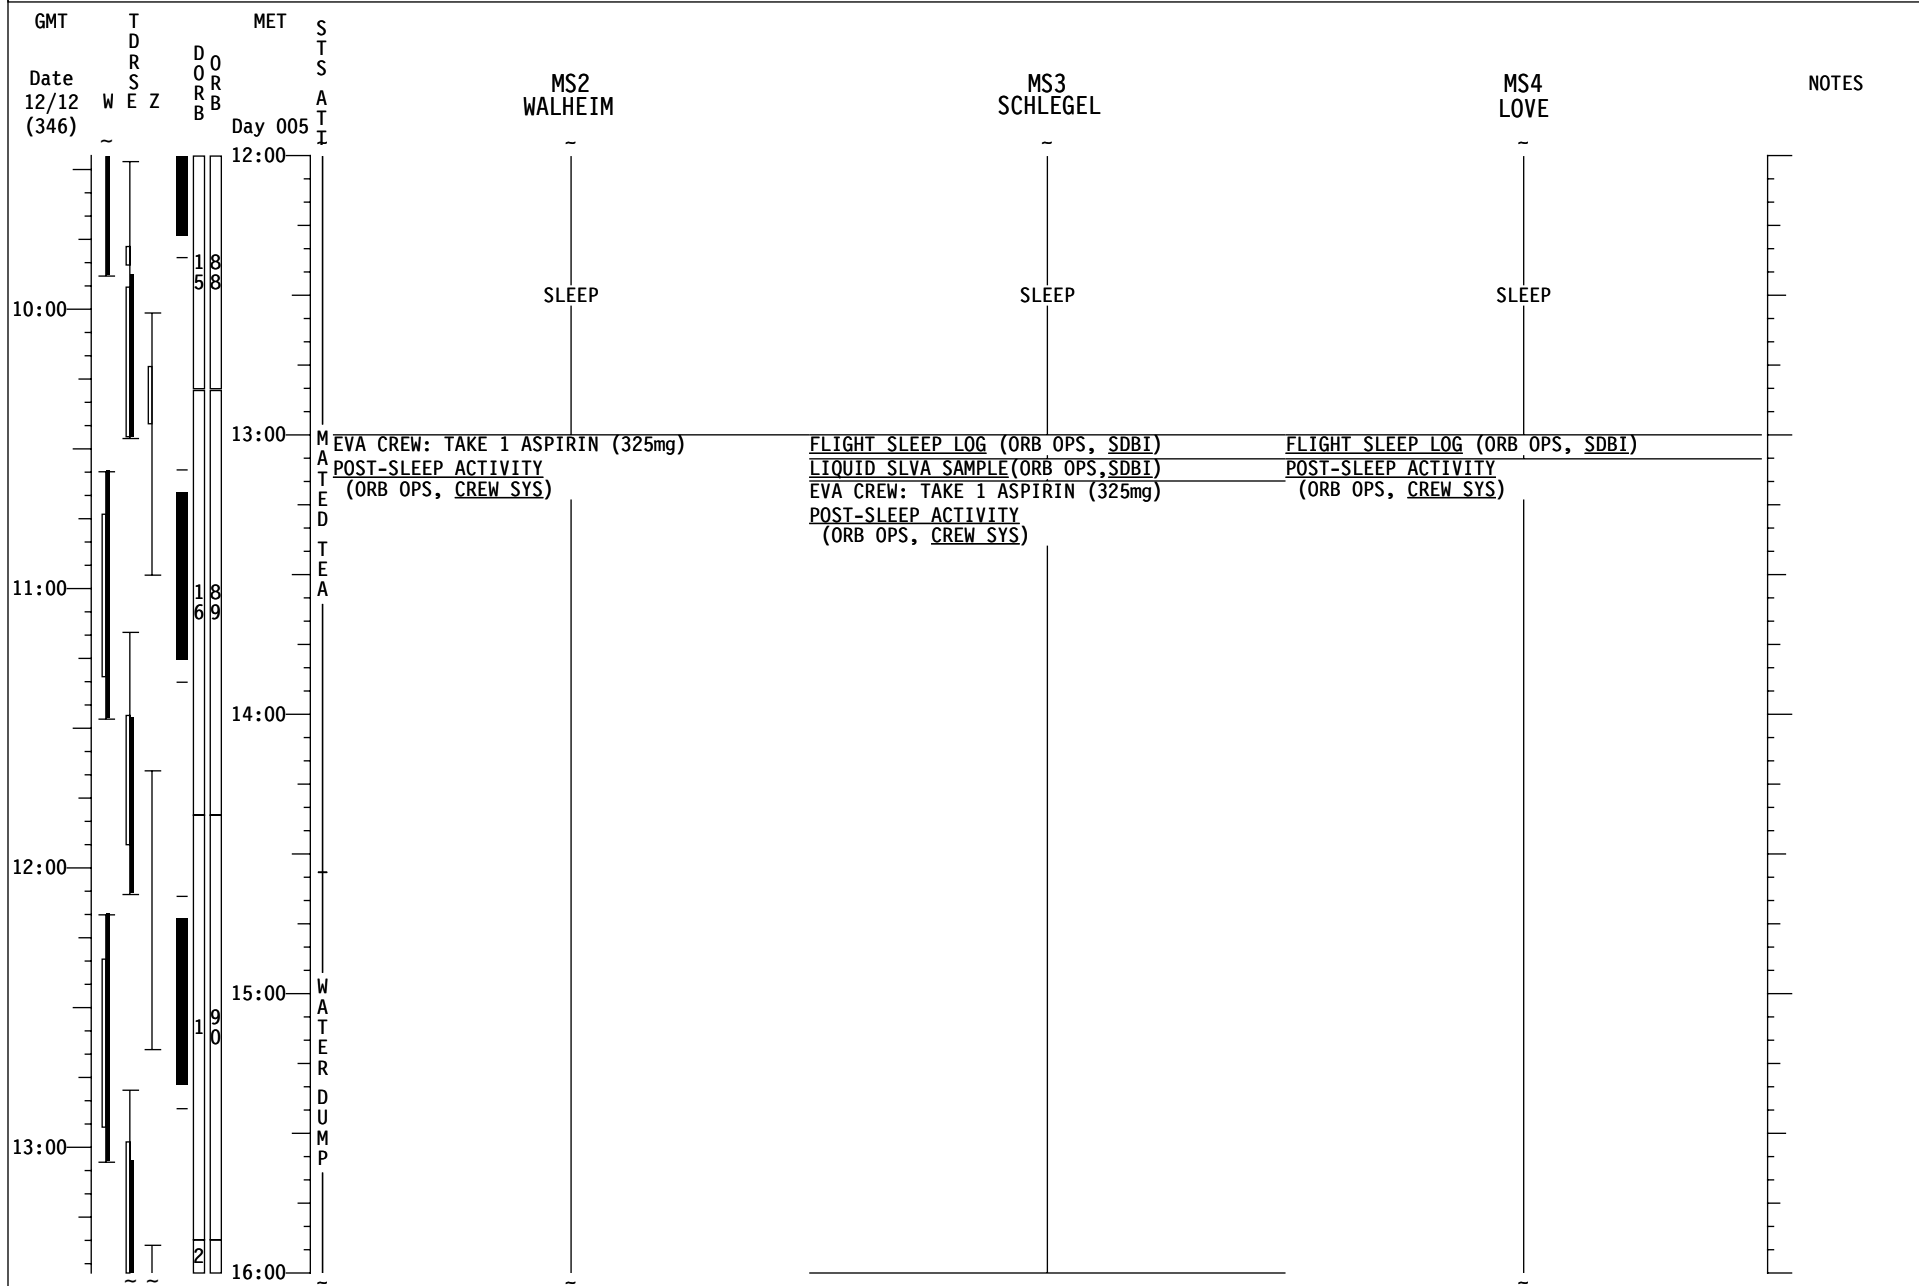 GMT
TDRS
MET
STS ATT
DORB
ORB
Date
12/12
(346)
W E Z
Day 005
MS2
WALHEIM
MS3
SCHLEGEL
MS4
LOVE
NOTES
~ ~ ~ ~
12:00
15 88
SLEEP SLEEP SLEEP
10:00
13:00
MATED TEA
EVA CREW: TAKE 1 ASPIRIN (325mg)
POST-SLEEP ACTIVITY
(ORB OPS, CREW SYS)
FLIGHT SLEEP LOG (ORB OPS, SDBI)
LIQUID SLVA SAMPLE(ORB OPS,SDBI)
EVA CREW: TAKE 1 ASPIRIN (325mg)
POST-SLEEP ACTIVITY
(ORB OPS, CREW SYS)
FLIGHT SLEEP LOG (ORB OPS, SDBI)
POST-SLEEP ACTIVITY
(ORB OPS, CREW SYS)
11:00
16 89
14:00
12:00
15:00
WATER DUMP
1 90
13:00
2
16:00
~ ~ ~ ~ ~